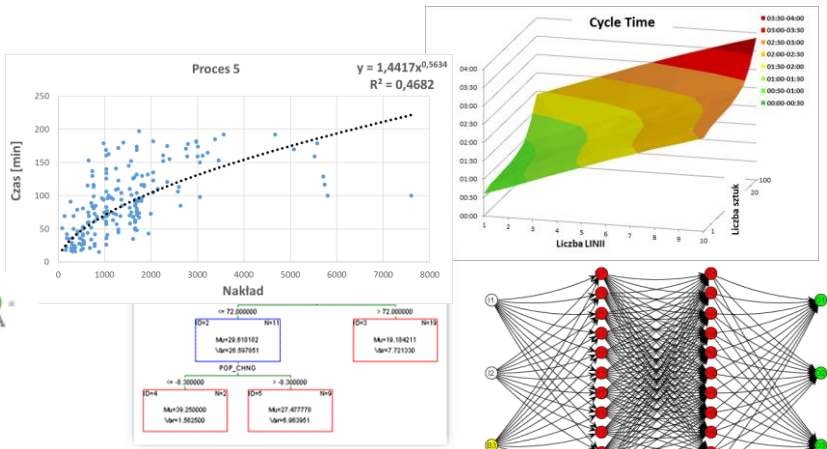 Proces 5
y = 1,4417x^0,5634
R² = 0,4682
Czas [min]
250
200
150
100
50
0
0 1000 2000 3000 4000 5000 6000 7000 8000
Nakład
Cycle Time
03:30-04:00
03:00-03:30
02:30-03:00
02:00-02:30
01:30-02:00
01:00-01:30
00:30-01:00
00:00-00:30
04:00
03:30
03:00
02:30
02:00
01:30
01:00
00:30
00:00
1 2 3 4 5 6 7 8 9 10
Liczba LINII
1 20 100
Liczba sztuk
<= 72.000000 > 72.000000
ID=2 N=11
Mu=29.618182
Var=26.597851
ID=3 N=19
Mu=19.184211
Var=7.721330
POP_CHNG
<= -8.300000 > -8.300000
ID=4 N=2
Mu=39.250000
Var=1.562500
ID=5 N=9
Mu=27.477778
Var=6.963951
I1
I2
B3
O1
O2
O3